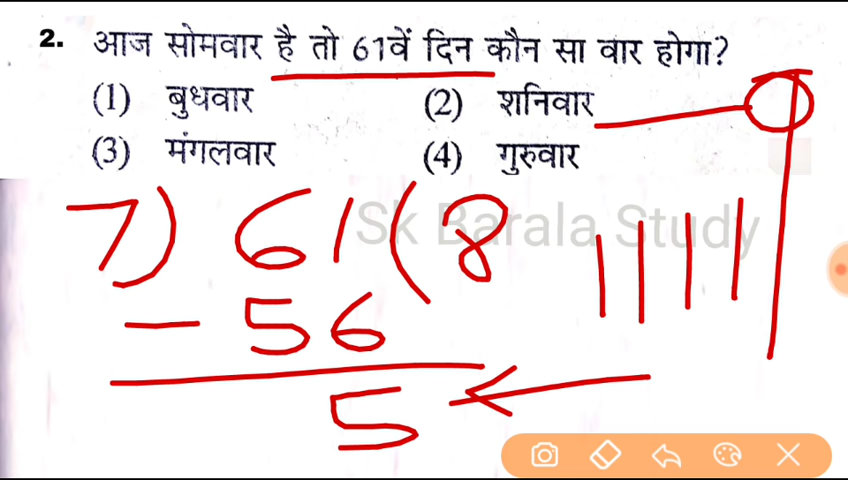 2. आज सोमवार है तो 61वें दिन कौन सा वार होगा?
(1) बुधवार (2) शनिवार
(3) मंगलवार (4) गुरुवार
Sk Barala Study
7) 61 ( 8
- 56
5